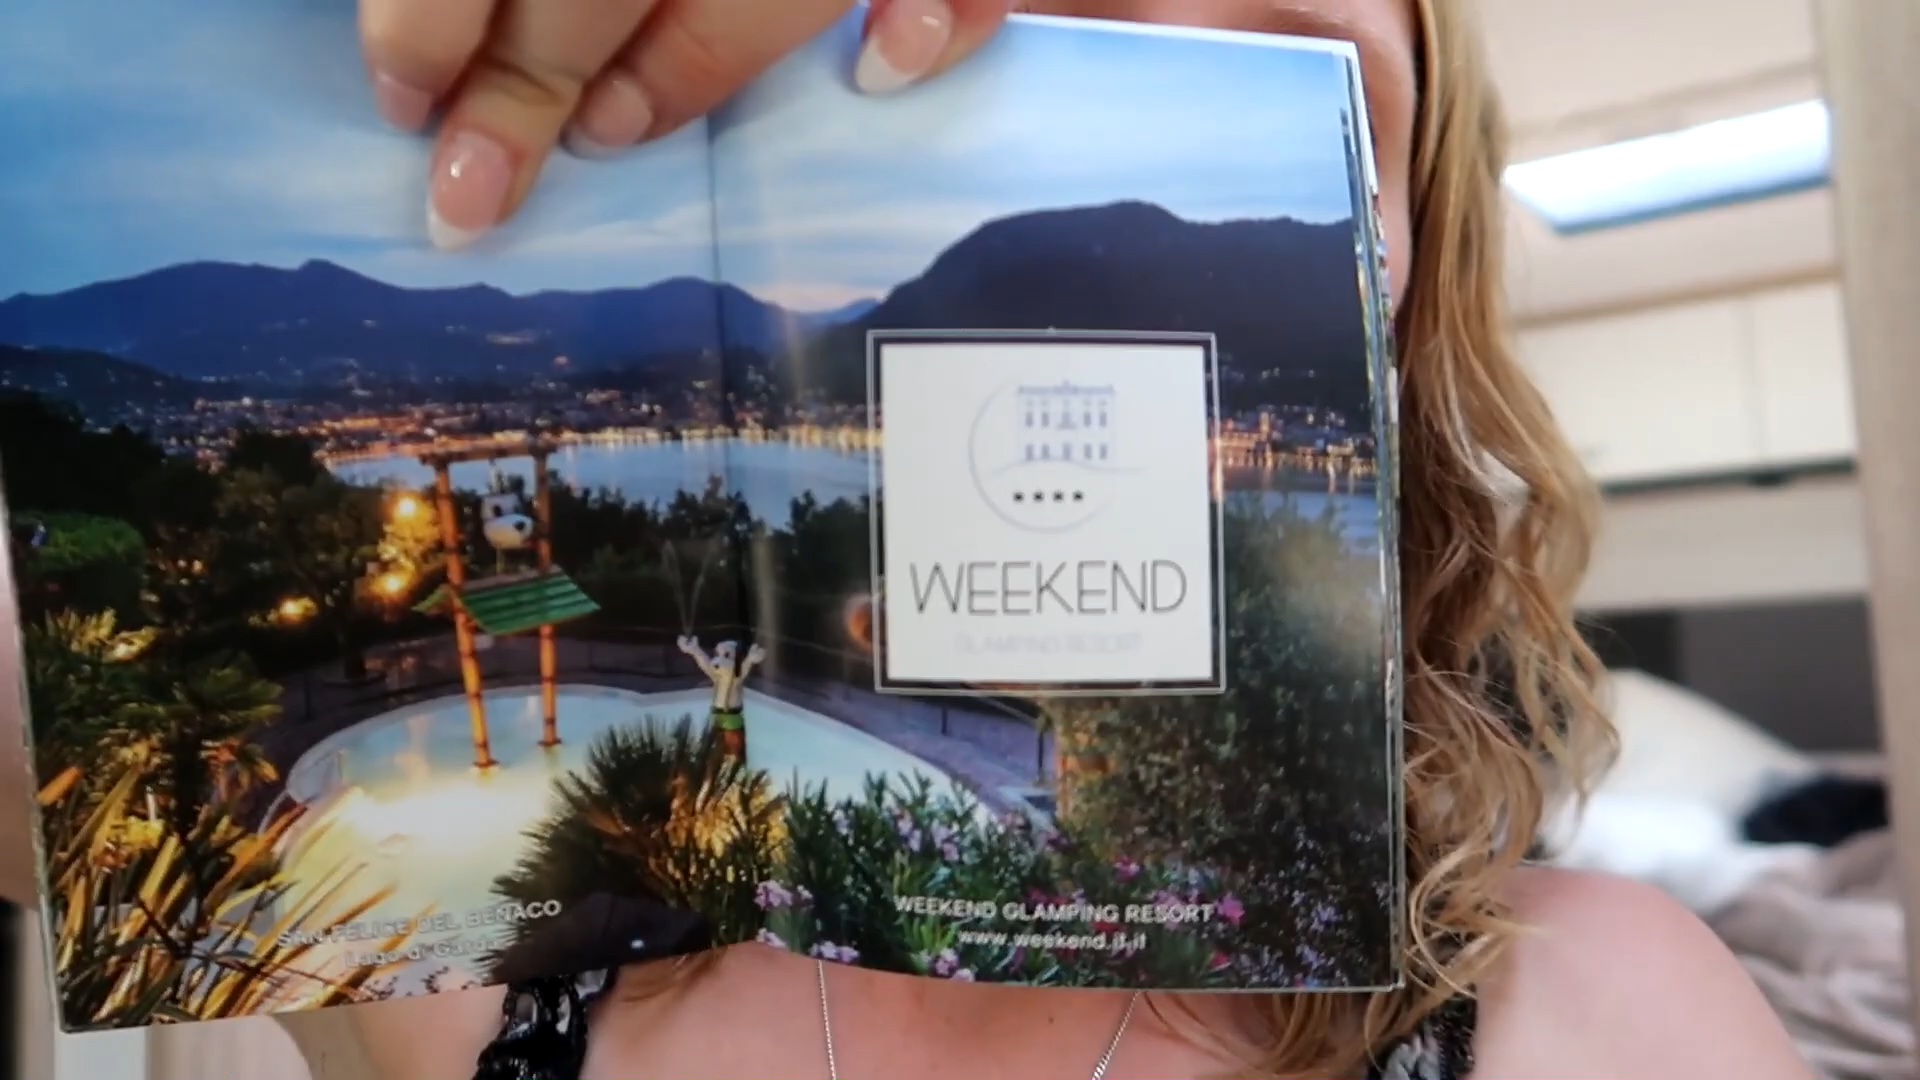 WEEKEND
GLAMPING RESORT
SAN FELICE DEL BENACO
Lago di Garda
WEEKEND GLAMPING RESORT
www.weekend.it.it